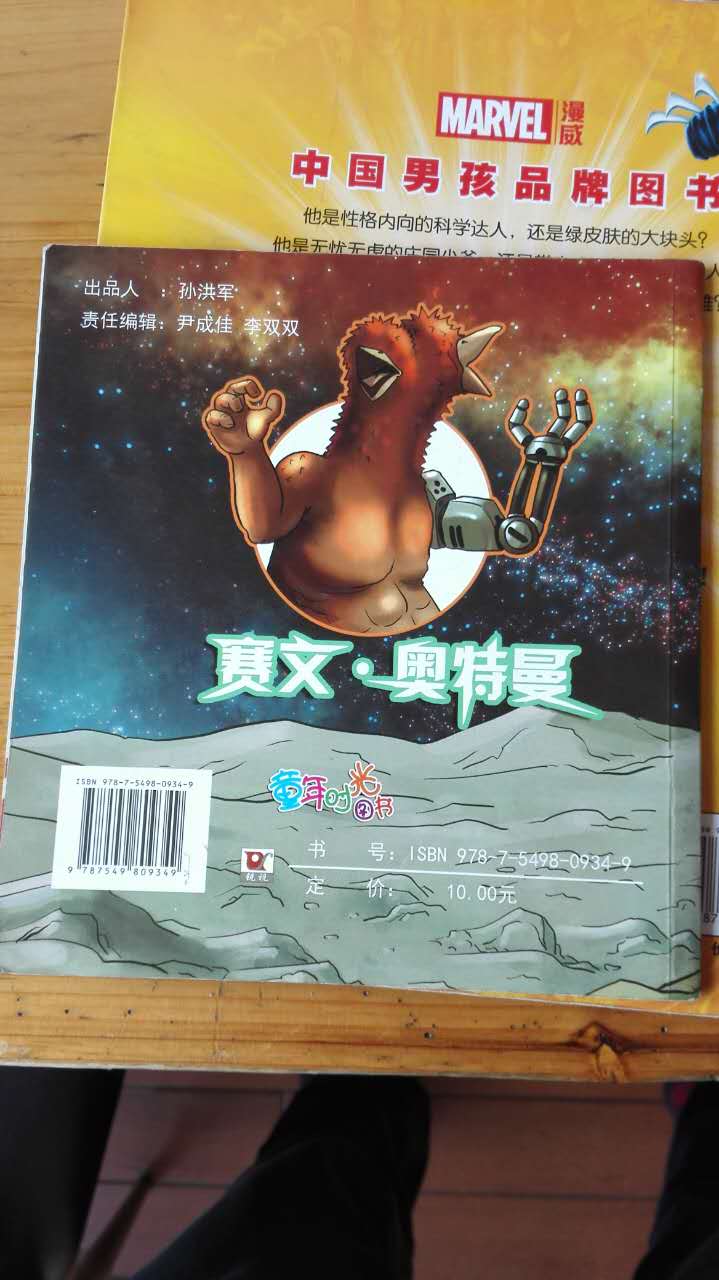 MARVEL 漫威
中国男孩品牌图书
他是性格内向的科学达人，还是绿皮肤的大块头？
出品人 ：孙洪军
责任编辑：尹成佳 李双双
赛文·奥特曼
ISBN 978-7-5498-0934-9
9 787549 809349
童年时光
图书
书 号：ISBN 978-7-5498-0934-9
定 价： 10.00元